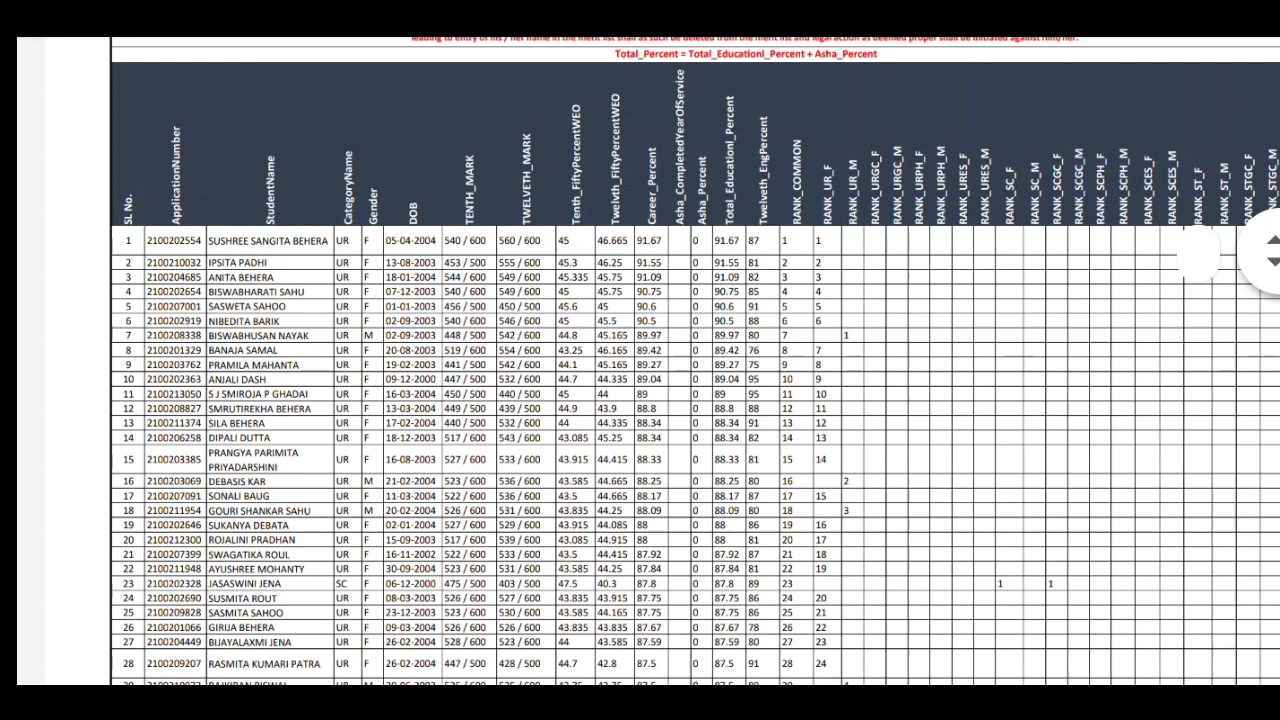 leading to entry of his / her name in the merit list shall as such be deleted from the merit list and legal action as deemed proper shall be initiated against him/her.
Total_Percent = Total_Educationl_Percent + Asha_Percent
SL.No. ApplicationNumber StudentName CategoryName Gender DOB TENTH_MARK TWELVETH_MARK Tenth_FiftyPercentWEO Twelveth_FiftyPercentWEO Career_Percent Asha_CompletedYearOfService Asha_Percent Total_Educationl_Percent Twelveth_EngPercent RANK_COMMON RANK_UR_F RANK_UR_M RANK_URGC_F RANK_URGC_M RANK_URPH_F RANK_URPH_M RANK_URES_F RANK_URES_M RANK_SC_F RANK_SC_M RANK_SCGC_F RANK_SCGC_M RANK_SCPH_F RANK_SCPH_M RANK_SCES_F RANK_SCES_M RANK_ST_F RANK_ST_M RANK_STGC_F RANK_STGC_M
1 2100202554 SUSHREE SANGITA BEHERA UR F 05-04-2004 540 / 600 560 / 600 45 46.665 91.67 0 91.67 87 1 1
2 2100210032 IPSITA PADHI UR F 13-08-2003 453 / 500 555 / 600 45.3 46.25 91.55 0 91.55 81 2 2
3 2100204685 ANITA BEHERA UR F 18-01-2004 544 / 600 549 / 600 45.335 45.75 91.09 0 91.09 82 3 3
4 2100202654 BISWABHARATI SAHU UR F 07-12-2003 540 / 600 549 / 600 45 45.75 90.75 0 90.75 85 4 4
5 2100207001 SASWETA SAHOO UR F 01-01-2003 456 / 500 450 / 500 45.6 45 90.6 0 90.6 91 5 5
6 2100202919 NIBEDITA BARIK UR F 02-09-2003 540 / 600 546 / 600 45 45.5 90.5 0 90.5 88 6 6
7 2100208338 BISWABHUSAN NAYAK UR M 02-09-2003 448 / 500 542 / 600 44.8 45.165 89.97 0 89.97 80 7 1
8 2100201329 BANAJA SAMAL UR F 20-08-2003 519 / 600 554 / 600 43.25 46.165 89.42 0 89.42 76 8 7
9 2100203762 PRAMILA MAHANTA UR F 19-02-2003 441 / 500 542 / 600 44.1 45.165 89.27 0 89.27 75 9 8
10 2100202363 ANJALI DASH UR F 09-12-2000 447 / 500 532 / 600 44.7 44.335 89.04 0 89.04 95 10 9
11 2100213050 S J SMIROJA P GHADAI UR F 16-03-2004 450 / 500 440 / 500 45 44 89 0 89 95 11 10
12 2100208827 SMRUTIREKHA BEHERA UR F 13-03-2004 449 / 500 439 / 500 44.9 43.9 88.8 0 88.8 88 12 11
13 2100211374 SILA BEHERA UR F 17-02-2004 440 / 500 532 / 600 44 44.335 88.34 0 88.34 91 13 12
14 2100206258 DIPALI DUTTA UR F 18-12-2003 517 / 600 543 / 600 43.085 45.25 88.34 0 88.34 82 14 13
15 2100203385 PRANGYA PARIMITA PRIYADARSHINI UR F 16-08-2003 527 / 600 533 / 600 43.915 44.415 88.33 0 88.33 81 15 14
16 2100203069 DEBASIS KAR UR M 21-02-2004 523 / 600 536 / 600 43.585 44.665 88.25 0 88.25 80 16 2
17 2100207091 SONALI BAUG UR F 11-03-2004 522 / 600 536 / 600 43.5 44.665 88.17 0 88.17 87 17 15
18 2100211954 GOURI SHANKAR SAHU UR M 20-02-2004 526 / 600 531 / 600 43.835 44.25 88.09 0 88.09 80 18 3
19 2100202646 SUKANYA DEBATA UR F 02-01-2004 527 / 600 529 / 600 43.915 44.085 88 0 88 86 19 16
20 2100212300 ROJALINI PRADHAN UR F 15-09-2003 517 / 600 539 / 600 43.085 44.915 88 0 88 81 20 17
21 2100207399 SWAGATIKA ROUL UR F 16-11-2002 522 / 600 533 / 600 43.5 44.415 87.92 0 87.92 87 21 18
22 2100211948 AYUSHREE MOHANTY UR F 30-09-2004 523 / 600 531 / 600 43.585 44.25 87.84 0 87.84 81 22 19
23 2100202328 JASASWINI JENA SC F 06-12-2000 475 / 500 403 / 500 47.5 40.3 87.8 0 87.8 89 23 1 1
24 2100202690 SUSMITA ROUT UR F 08-03-2003 526 / 600 527 / 600 43.835 43.915 87.75 0 87.75 86 24 20
25 2100209828 SASMITA SAHOO UR F 23-12-2003 523 / 600 530 / 600 43.585 44.165 87.75 0 87.75 86 25 21
26 2100201066 GIRIJA BEHERA UR F 09-03-2004 526 / 600 526 / 600 43.835 43.835 87.67 0 87.67 78 26 22
27 2100204449 BIJAYALAXMI JENA UR F 26-02-2004 528 / 600 523 / 600 44 43.585 87.59 0 87.59 80 27 23
28 2100209207 RASMITA KUMARI PATRA UR F 26-02-2004 447 / 500 428 / 500 44.7 42.8 87.5 0 87.5 91 28 24